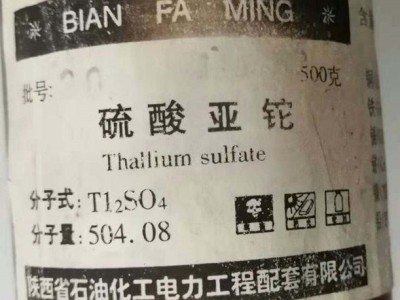 BIAN FA MING
500克
批号:
硫酸亚铊
Thallium sulfate
分子式: Tl₂SO₄
分子量: 504.08
陕西省石油化工电力工程配套有限公司